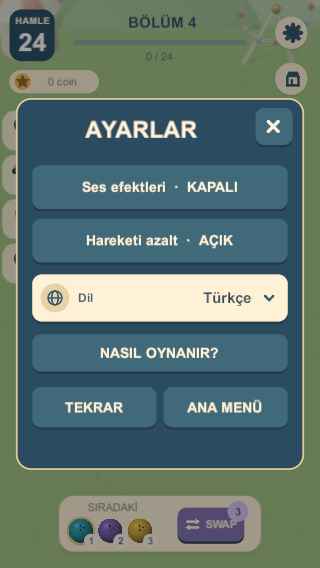 HAMLE
24
BÖLÜM 4
0 / 24
0 coin
AYARLAR
Ses efektleri · KAPALI
Hareketi azalt · AÇIK
Dil
Türkçe
NASIL OYNANIR?
TEKRAR
ANA MENÜ
SIRADAKİ
1
2
3
SWAP
3